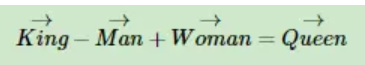 King − Man + Woman = Queen